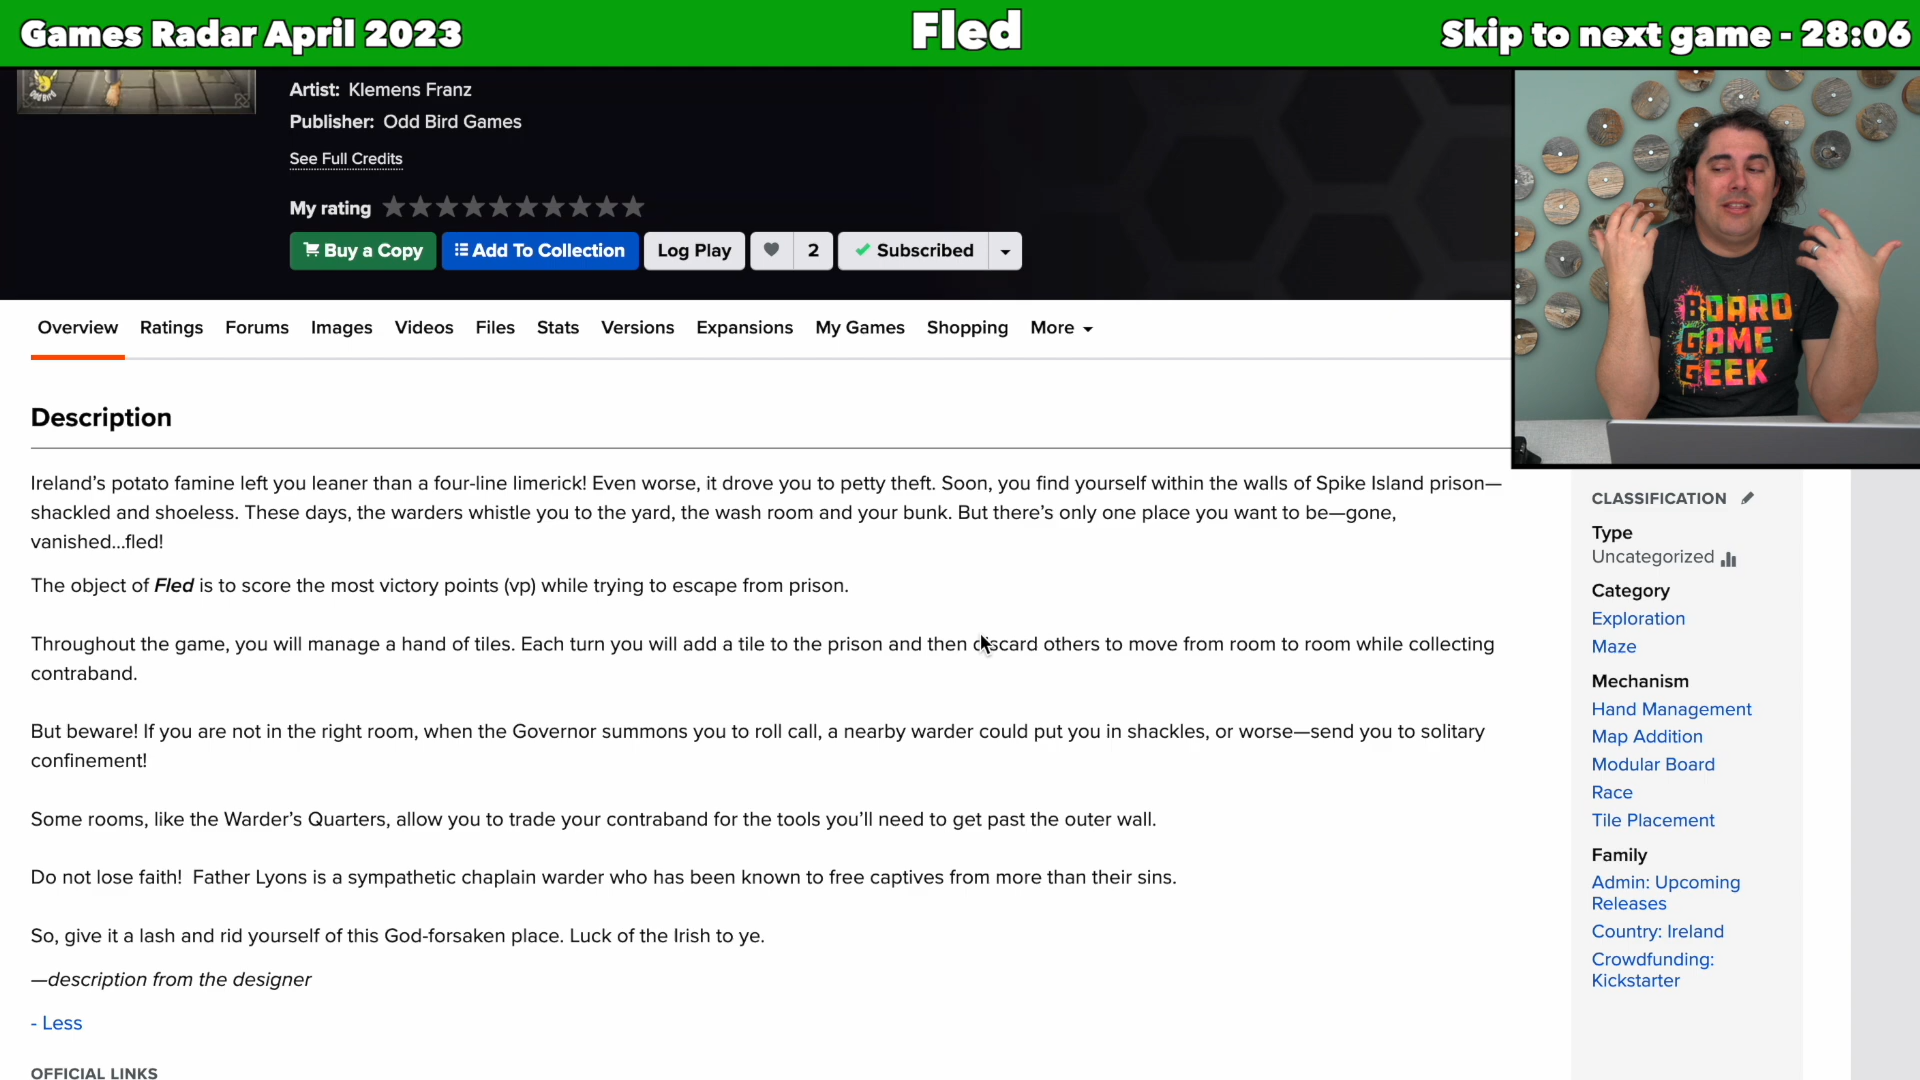 Games Radar April 2023
Fled
Skip to next game - 28:06
Odd Bird
Artist: Klemens Franz
Publisher: Odd Bird Games
See Full Credits
My rating
Buy a Copy
Add To Collection
Log Play
2
Subscribed
BOARD
GAME
GEEK
Overview
Ratings
Forums
Images
Videos
Files
Stats
Versions
Expansions
My Games
Shopping
More
Description
Ireland's potato famine left you leaner than a four-line limerick! Even worse, it drove you to petty theft. Soon, you find yourself within the walls of Spike Island prison—
shackled and shoeless. These days, the warders whistle you to the yard, the wash room and your bunk. But there's only one place you want to be—gone,
vanished...fled!
The object of Fled is to score the most victory points (vp) while trying to escape from prison.
Throughout the game, you will manage a hand of tiles. Each turn you will add a tile to the prison and then discard others to move from room to room while collecting
contraband.
But beware! If you are not in the right room, when the Governor summons you to roll call, a nearby warder could put you in shackles, or worse—send you to solitary
confinement!
Some rooms, like the Warder's Quarters, allow you to trade your contraband for the tools you'll need to get past the outer wall.
Do not lose faith!  Father Lyons is a sympathetic chaplain warder who has been known to free captives from more than their sins.
So, give it a lash and rid yourself of this God-forsaken place. Luck of the Irish to ye.
—description from the designer
- Less
OFFICIAL LINKS
CLASSIFICATION
Type
Uncategorized
Category
Exploration
Maze
Mechanism
Hand Management
Map Addition
Modular Board
Race
Tile Placement
Family
Admin: Upcoming
Releases
Country: Ireland
Crowdfunding:
Kickstarter